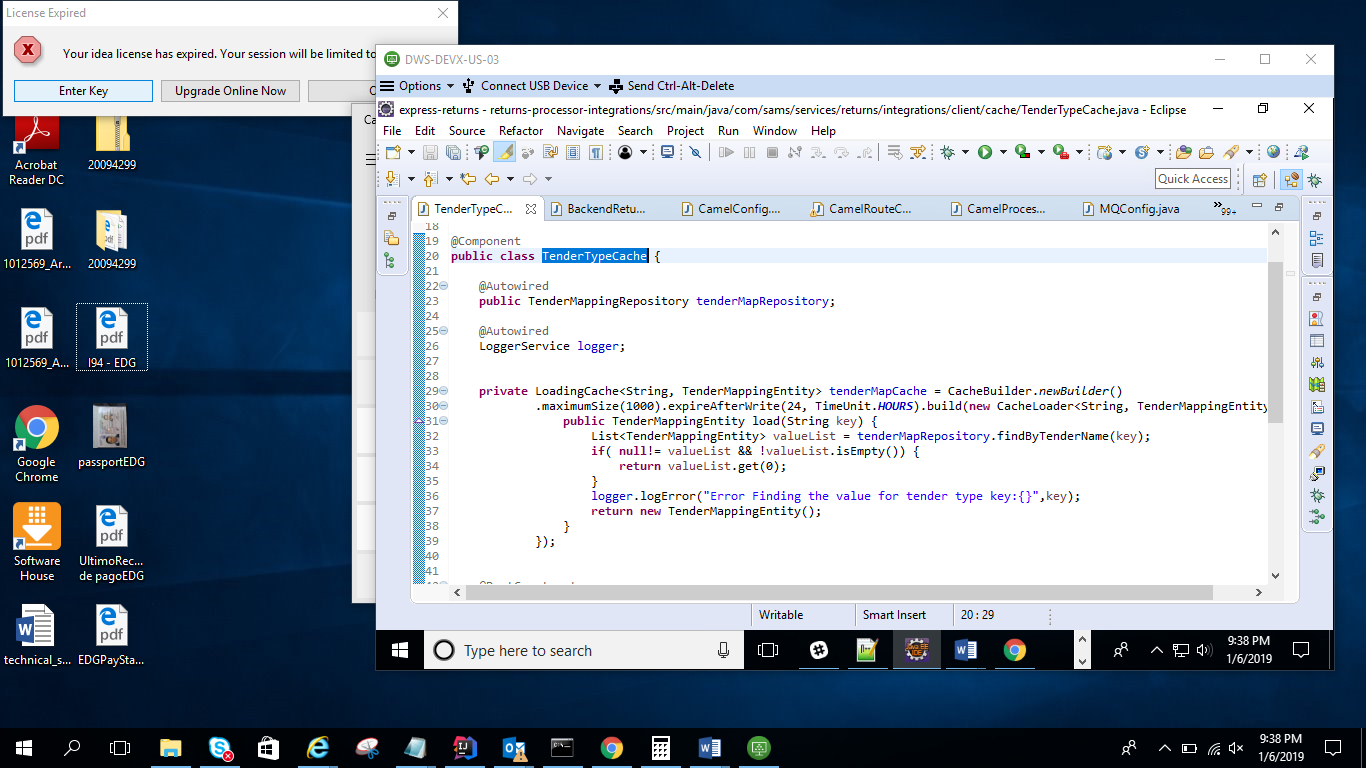 License Expired
Your idea license has expired. Your session will be limited to
Enter Key
Upgrade Online Now
Acrobat
Reader DC
20094299
1012569_Ar...
20094299
1012569_A...
I94 - EDG
Google
Chrome
passportEDG
Software
House
UltimoRec...
de pagoEDG
technical_s...
EDGPaySta...
DWS-DEVX-US-03
Options
Connect USB Device
Send Ctrl-Alt-Delete
express-returns - returns-processor-integrations/src/main/java/com/sams/services/returns/integrations/client/cache/TenderTypeCache.java - Eclipse
File Edit Source Refactor Navigate Search Project Run Window Help
Quick Access
TenderTypeC... BackendRetu... CamelConfig.... CamelRouteC... CamelProces... MQConfig.java 99+
18
19 @Component
20 public class TenderTypeCache {
21
22 @Autowired
23 public TenderMappingRepository tenderMapRepository;
24
25 @Autowired
26 LoggerService logger;
27
28
29 private LoadingCache<String, TenderMappingEntity> tenderMapCache = CacheBuilder.newBuilder()
30 .maximumSize(1000).expireAfterWrite(24, TimeUnit.HOURS).build(new CacheLoader<String, TenderMappingEntity
31 public TenderMappingEntity load(String key) {
32 List<TenderMappingEntity> valueList = tenderMapRepository.findByTenderName(key);
33 if( null!= valueList && !valueList.isEmpty()) {
34 return valueList.get(0);
35 }
36 logger.logError("Error Finding the value for tender type key:{}",key);
37 return new TenderMappingEntity();
38 }
39 });
40
41
Writable
Smart Insert
20 : 29
Type here to search
9:38 PM
1/6/2019
9:38 PM
1/6/2019